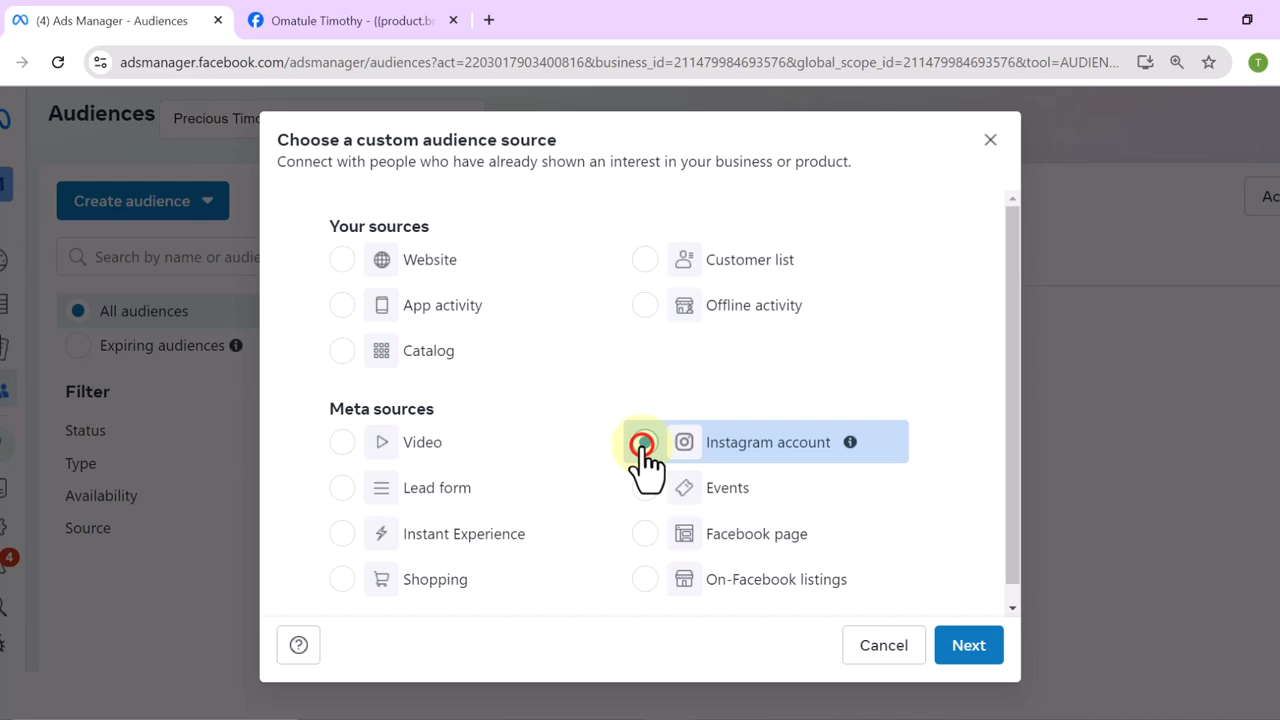 (4) Ads Manager - Audiences
Omatule Timothy - {{product.br
adsmanager.facebook.com/adsmanager/audiences?act=2203017903400816&business_id=211479984693576&global_scope_id=211479984693576&tool=AUDIEN...
T
Audiences
Precious Timo
Create audience
Search by name or audie
All audiences
Expiring audiences
Filter
Status
Type
Availability
Source
4
Ad
Choose a custom audience source
Connect with people who have already shown an interest in your business or product.
Your sources
Website
Customer list
App activity
Offline activity
Catalog
Meta sources
Video
Instagram account
Lead form
Events
Instant Experience
Facebook page
Shopping
On-Facebook listings
Cancel
Next